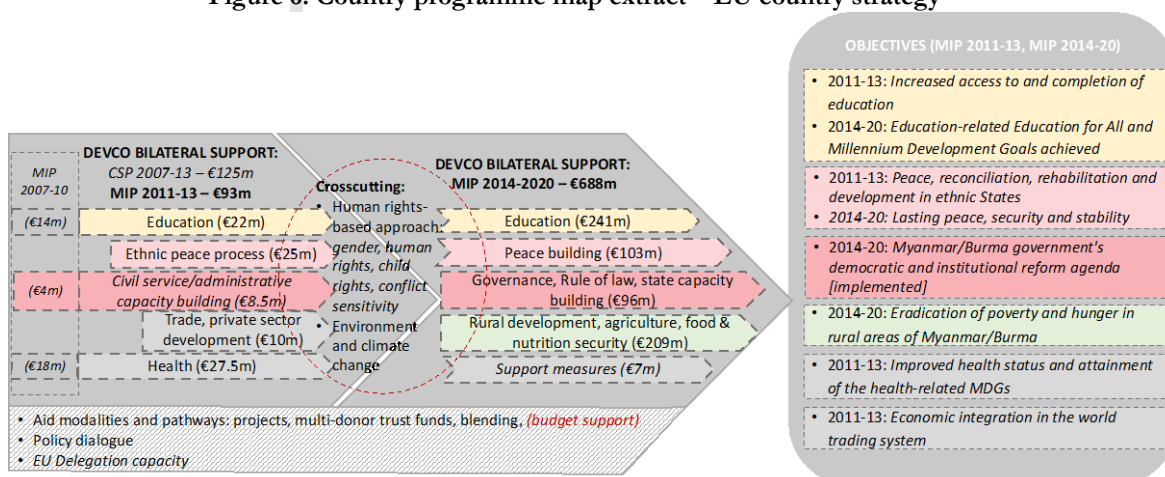 Figure 6: Country programme map extract – EU country strategy
OBJECTIVES (MIP 2011-13, MIP 2014-20)
• 2011-13: Increased access to and completion of
education
• 2014-20: Education-related Education for All and
Millennium Development Goals achieved
• 2011-13: Peace, reconciliation, rehabilitation and
development in ethnic States
• 2014-20: Lasting peace, security and stability
• 2014-20: Myanmar/Burma government's
democratic and institutional reform agenda
[implemented]
• 2014-20: Eradication of poverty and hunger in
rural areas of Myanmar/Burma
• 2011-13: Improved health status and attainment
of the health-related MDGs
• 2011-13: Economic integration in the world
trading system
MIP
2007-10
(€14m)
(€4m)
(€18m)
DEVCO BILATERAL SUPPORT:
CSP 2007-13 – €125m
MIP 2011-13 – €93m
Education (€22m)
Ethnic peace process (€25m)
Civil service/administrative
capacity building (€8.5m)
Trade, private sector
development (€10m)
Health (€27.5m)
Crosscutting:
• Human rights-
based approach:
gender, human
rights, child
rights, conflict
sensitivity
• Environment
and climate
change
DEVCO BILATERAL SUPPORT:
MIP 2014-2020 – €688m
Education (€241m)
Peace building (€103m)
Governance, Rule of law, state capacity
building (€96m)
Rural development, agriculture, food &
nutrition security (€209m)
Support measures (€7m)
• Aid modalities and pathways: projects, multi-donor trust funds, blending, (budget support)
• Policy dialogue
• EU Delegation capacity